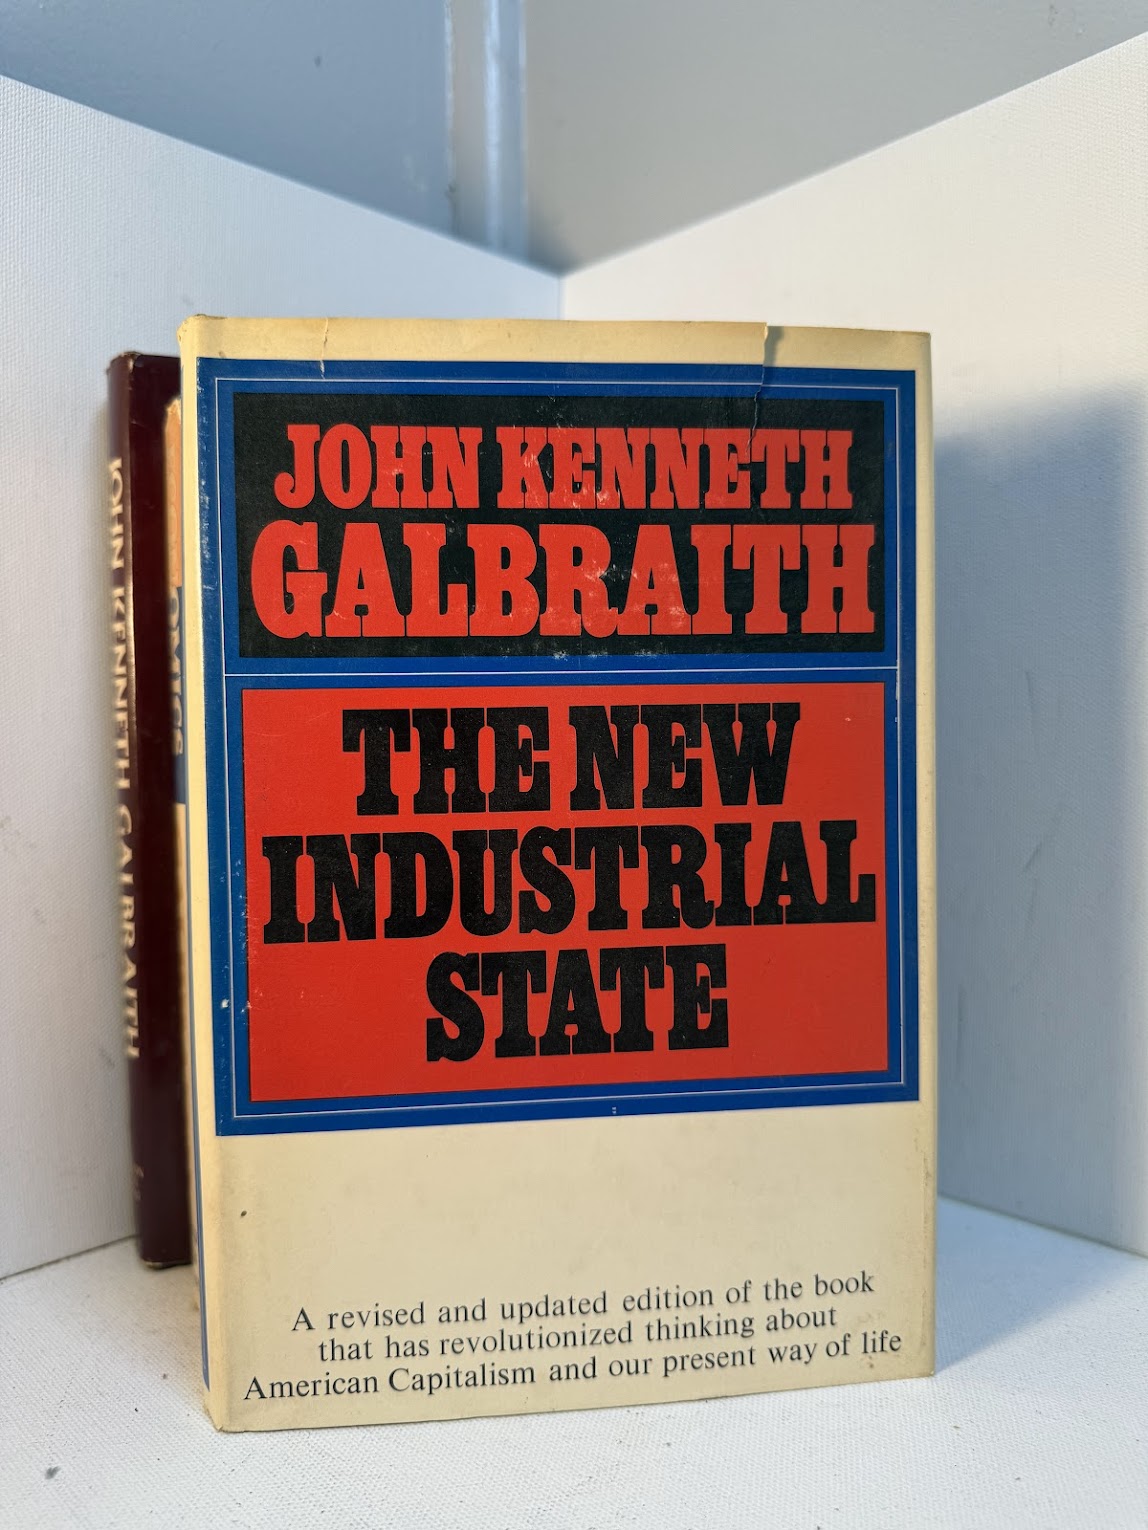 JOHN KENNETH
GALBRAITH
THE NEW
INDUSTRIAL
STATE
A revised and updated edition of the book
that has revolutionized thinking about
American Capitalism and our present way of life
JOHN KENNETH GALBRAITH